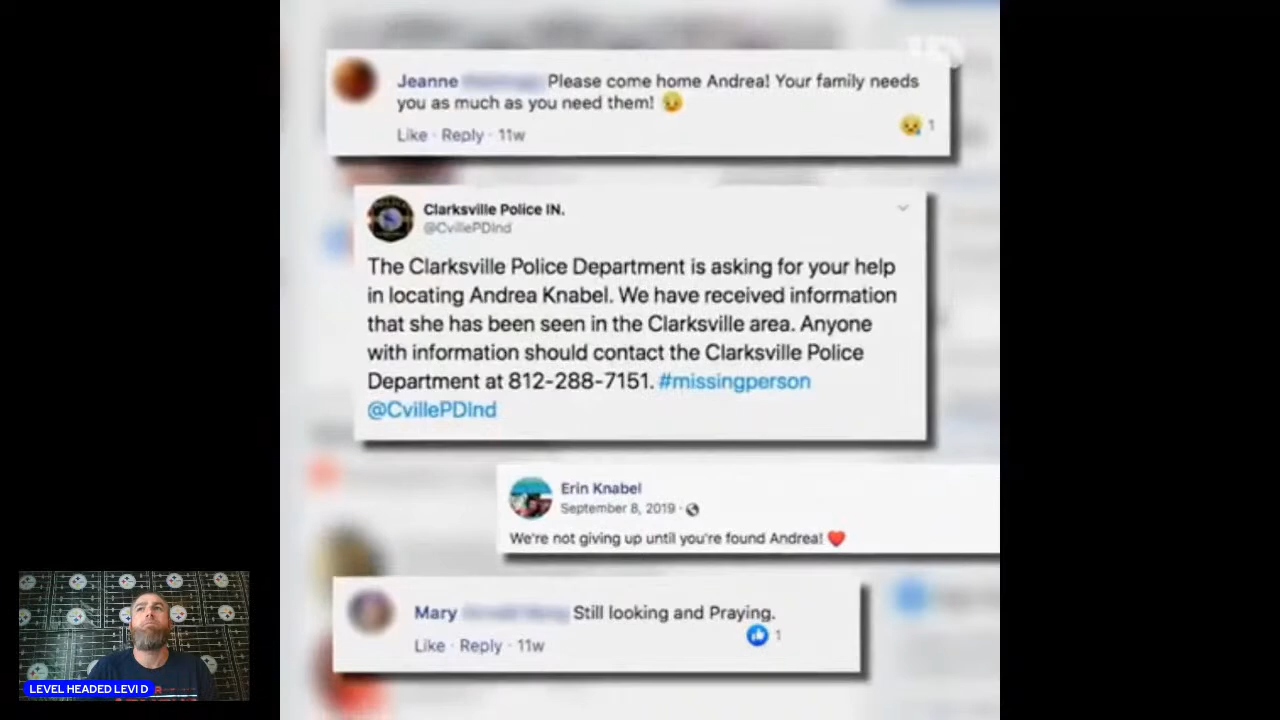 Jeanne Please come home Andrea! Your family needs
you as much as you need them! 😥
😢 1
Like · Reply · 11w
Clarksville Police IN.
@CvillePDInd
The Clarksville Police Department is asking for your help
in locating Andrea Knabel. We have received information
that she has been seen in the Clarksville area. Anyone
with information should contact the Clarksville Police
Department at 812-288-7151. #missingperson
@CvillePDInd
Erin Knabel
September 8, 2019 ·
We're not giving up until you're found Andrea! ❤️
Mary Still looking and Praying.
👍 1
Like · Reply · 11w
LEVEL HEADED LEVI D